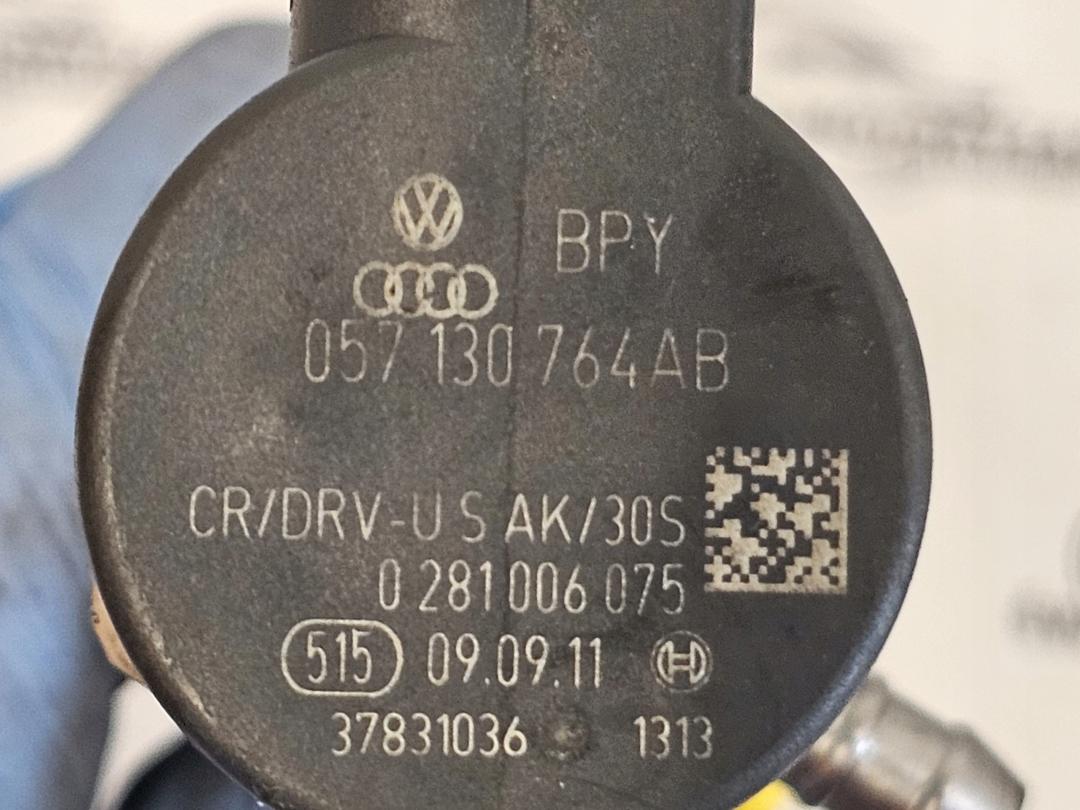 BPY
057 130 764AB
CR/DRV-U S AK/30S
0 281 006 075
515 09.09.11
37831036 1313